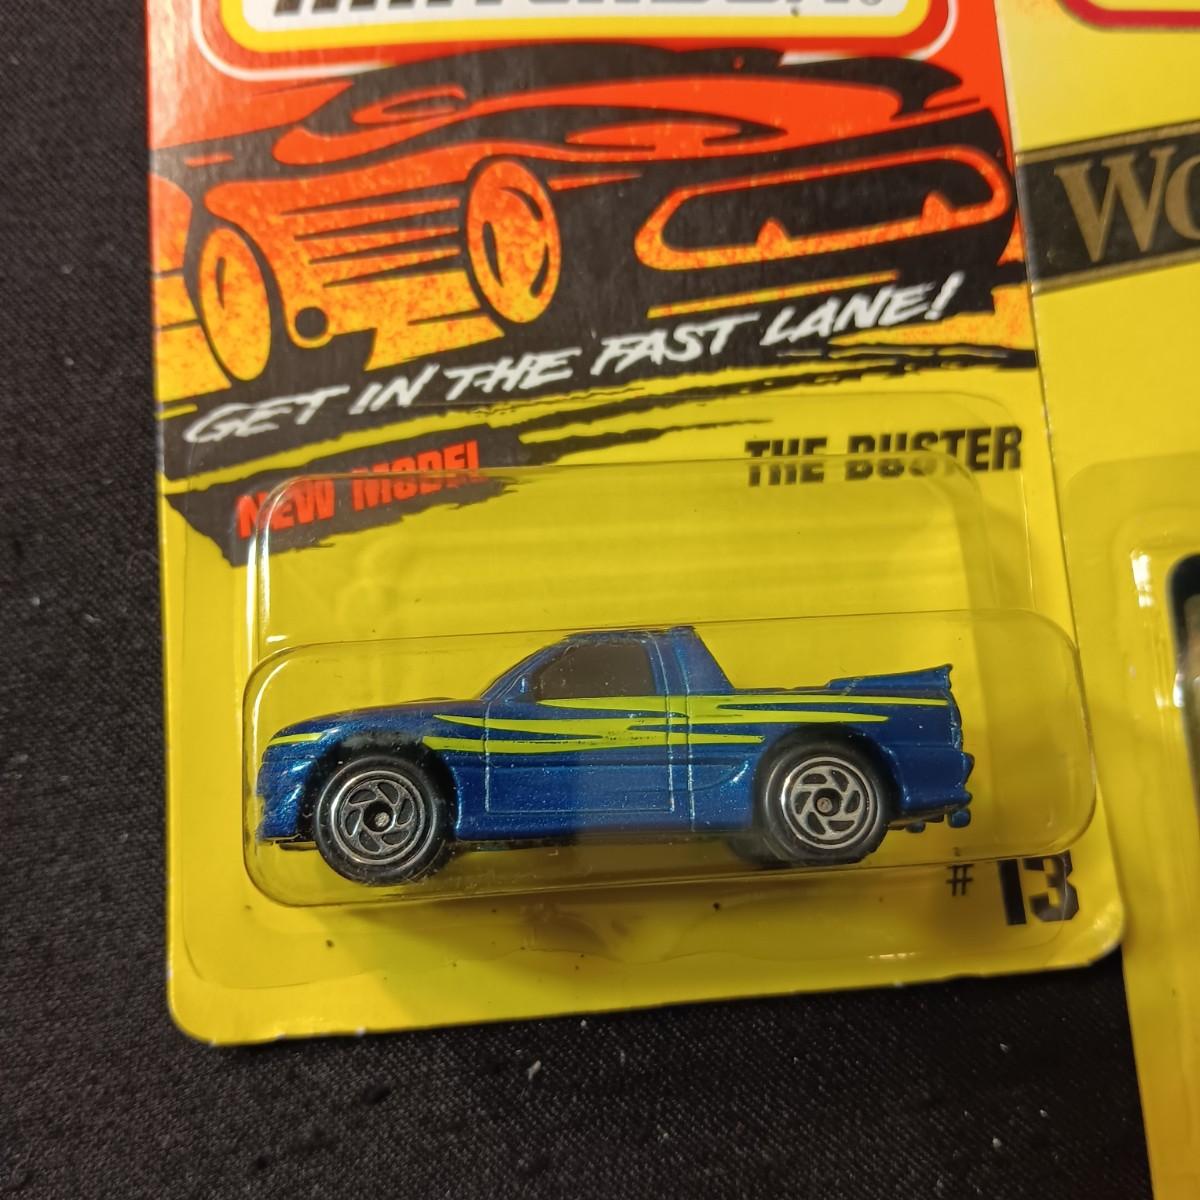 GET IN THE FAST LANE!
NEW MODEL
THE BUSTER
# 13